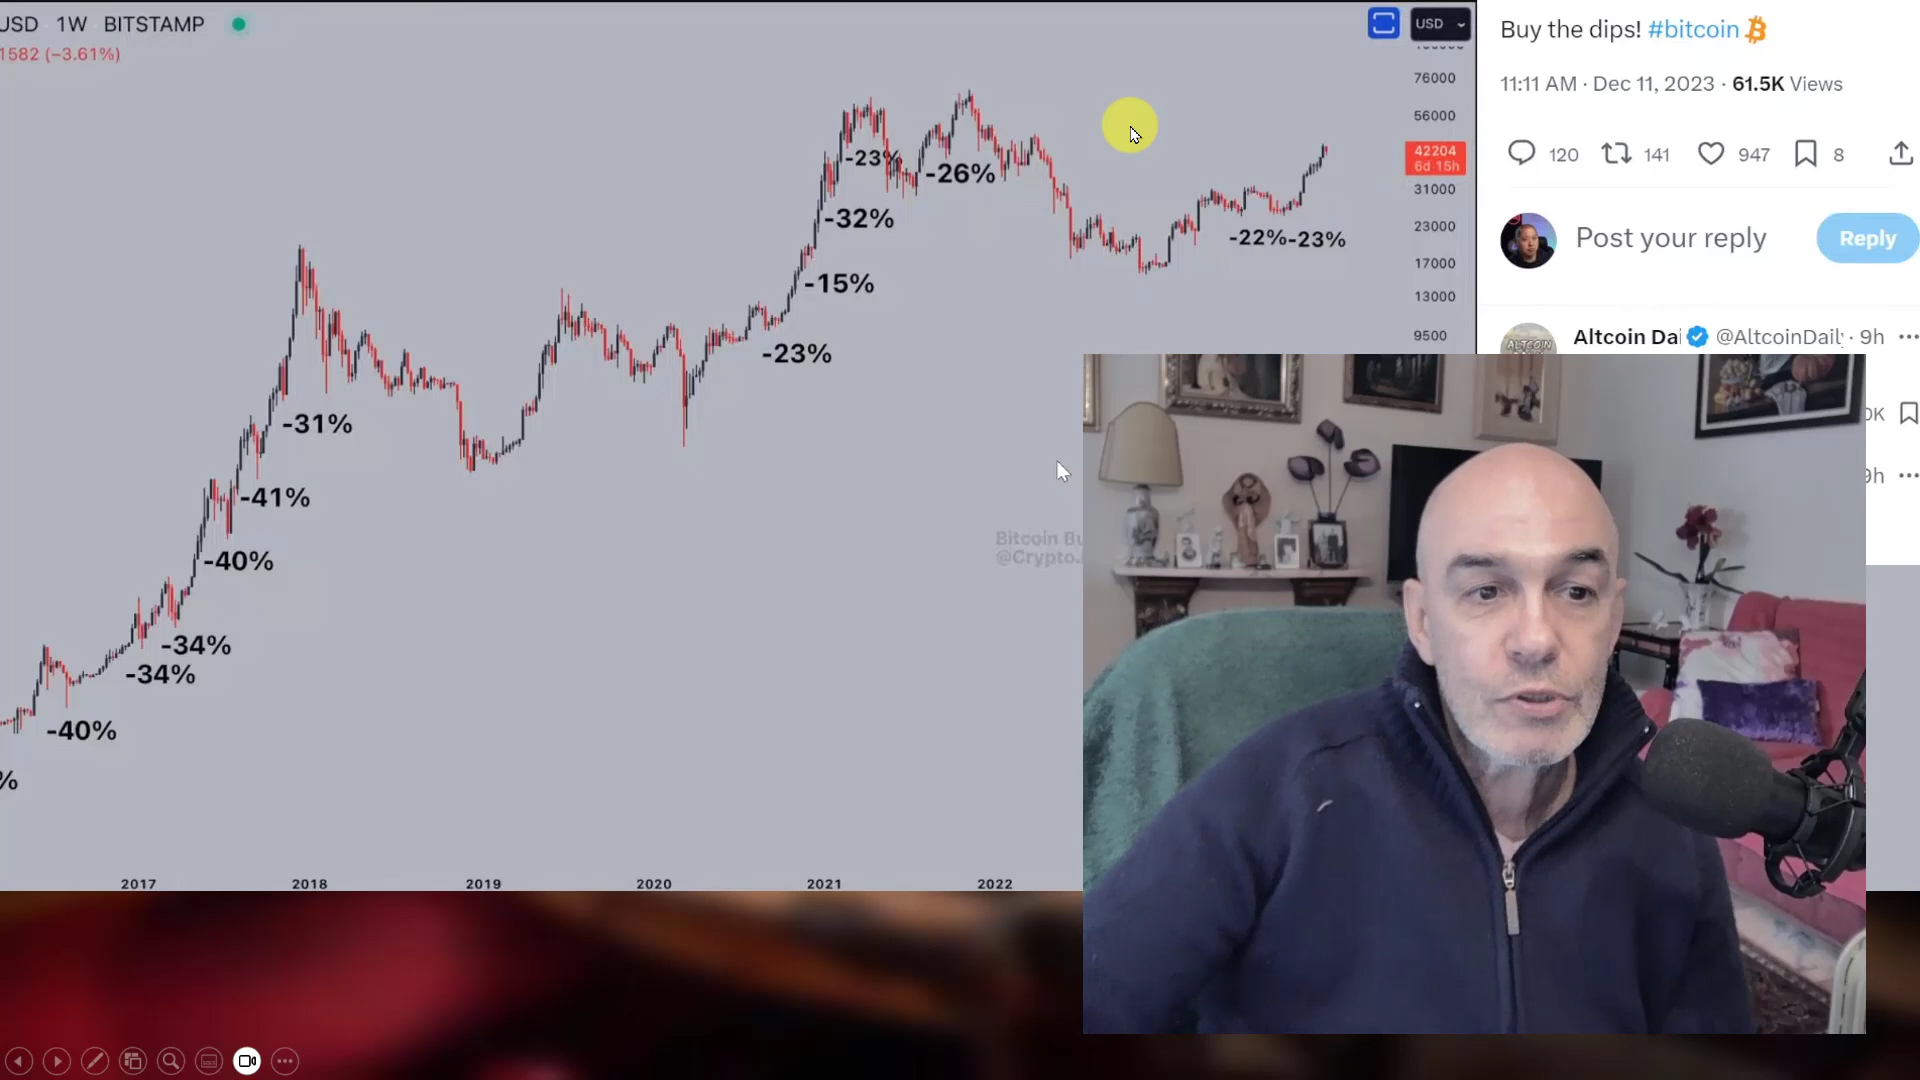 USD 1W BITSTAMP
1582 (−3.61%)
USD
76000
56000
42204
6d 15h
31000
23000
17000
13000
9500
-23%
-26%
-32%
-22%
-23%
-15%
-23%
-31%
-41%
-40%
-34%
-34%
-40%
%
2017
2018
2019
2020
2021
2022
Bitcoin Bu
@Crypto.
Buy the dips! #bitcoin
11:11 AM · Dec 11, 2023 · 61.5K Views
120
141
947
8
Post your reply
Reply
ALTCOIN
Altcoin Dai @AltcoinDaily · 9h
0K
9h